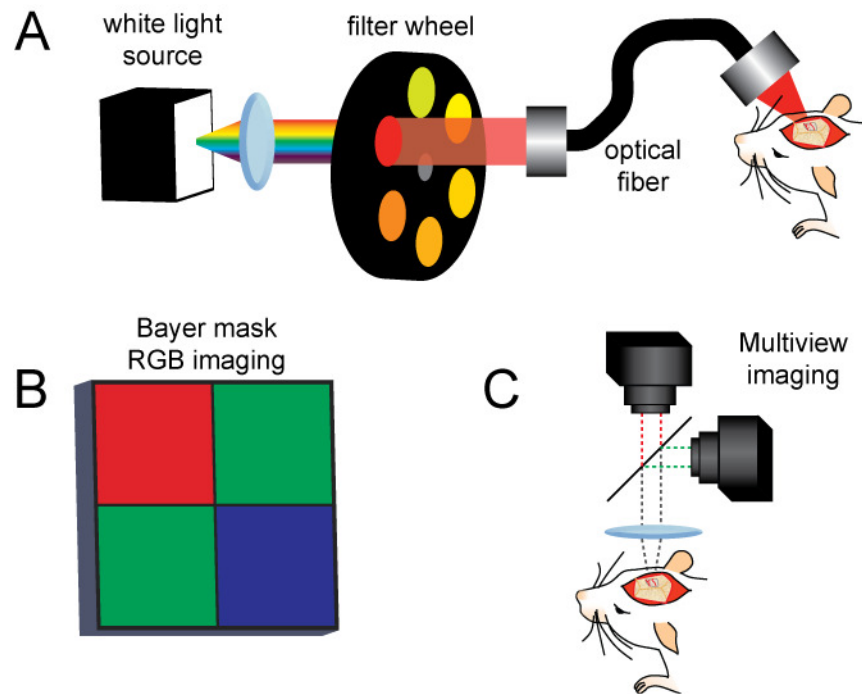 A
white light
source
filter wheel
optical
fiber
B
Bayer mask
RGB imaging
C
Multiview
imaging